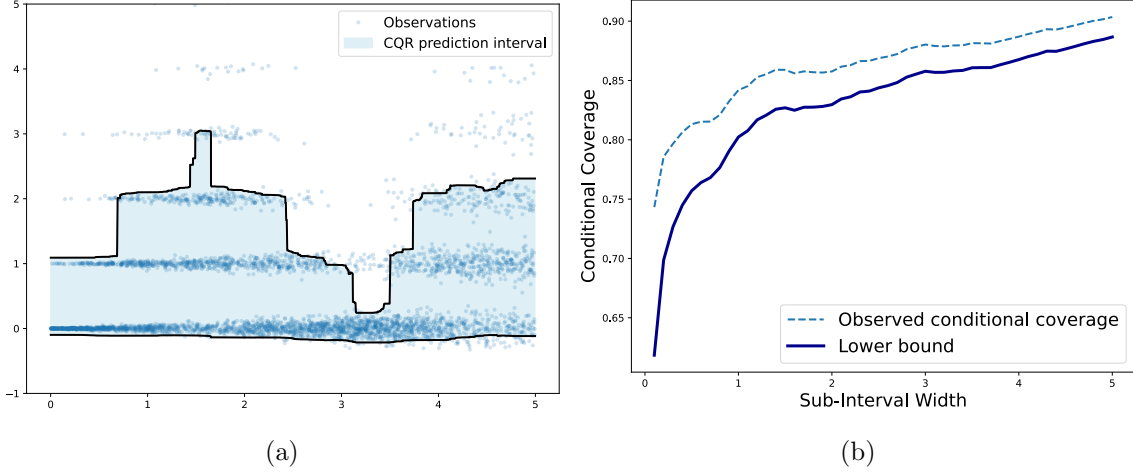 5
4
3
2
1
0
−1
0 1 2 3 4 5
Observations
CQR prediction interval
(a)
Conditional Coverage
0.90
0.85
0.80
0.75
0.70
0.65
0 1 2 3 4 5
Sub-Interval Width
Observed conditional coverage
Lower bound
(b)